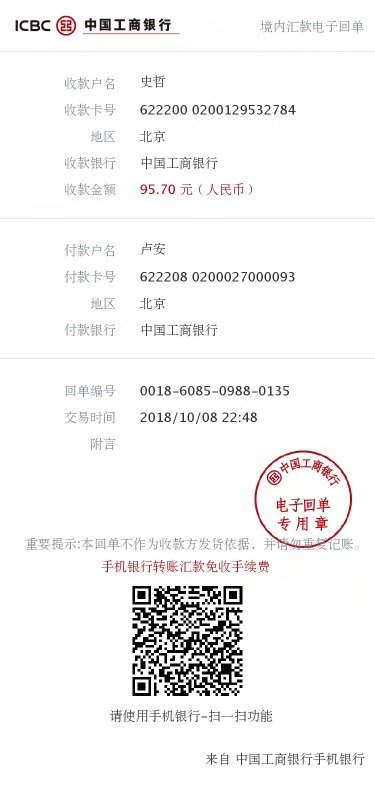 ICBC 中国工商银行 境内汇款电子回单
收款户名 史哲
收款卡号 622200 0200129532784
地区 北京
收款银行 中国工商银行
收款金额 95.70 元（人民币）
付款户名 卢安
付款卡号 622208 0200027000093
地区 北京
付款银行 中国工商银行
回单编号 0018-6085-0988-0135
交易时间 2018/10/08 22:48
附言
中国工商银行
电子回单
专用章
重要提示:本回单不作为收款方发货依据，并请勿重复记账。
手机银行转账汇款免收手续费
请使用手机银行-扫一扫功能
来自 中国工商银行手机银行